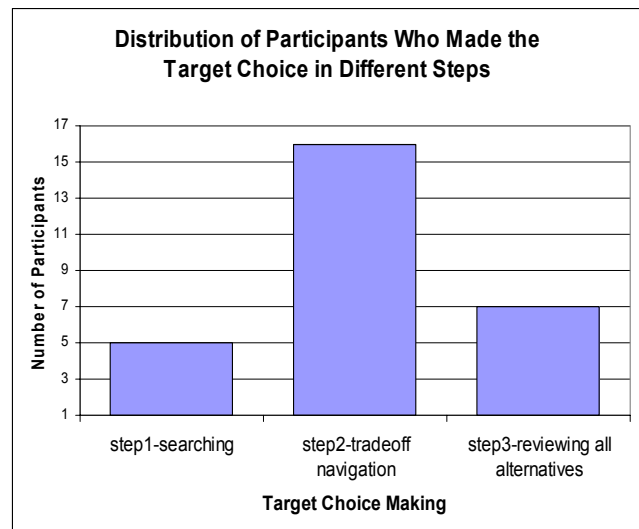 Distribution of Participants Who Made the
Target Choice in Different Steps
Number of Participants
17
15
13
11
9
7
5
3
1
step1-searching
step2-tradeoff
navigation
step3-reviewing all
alternatives
Target Choice Making